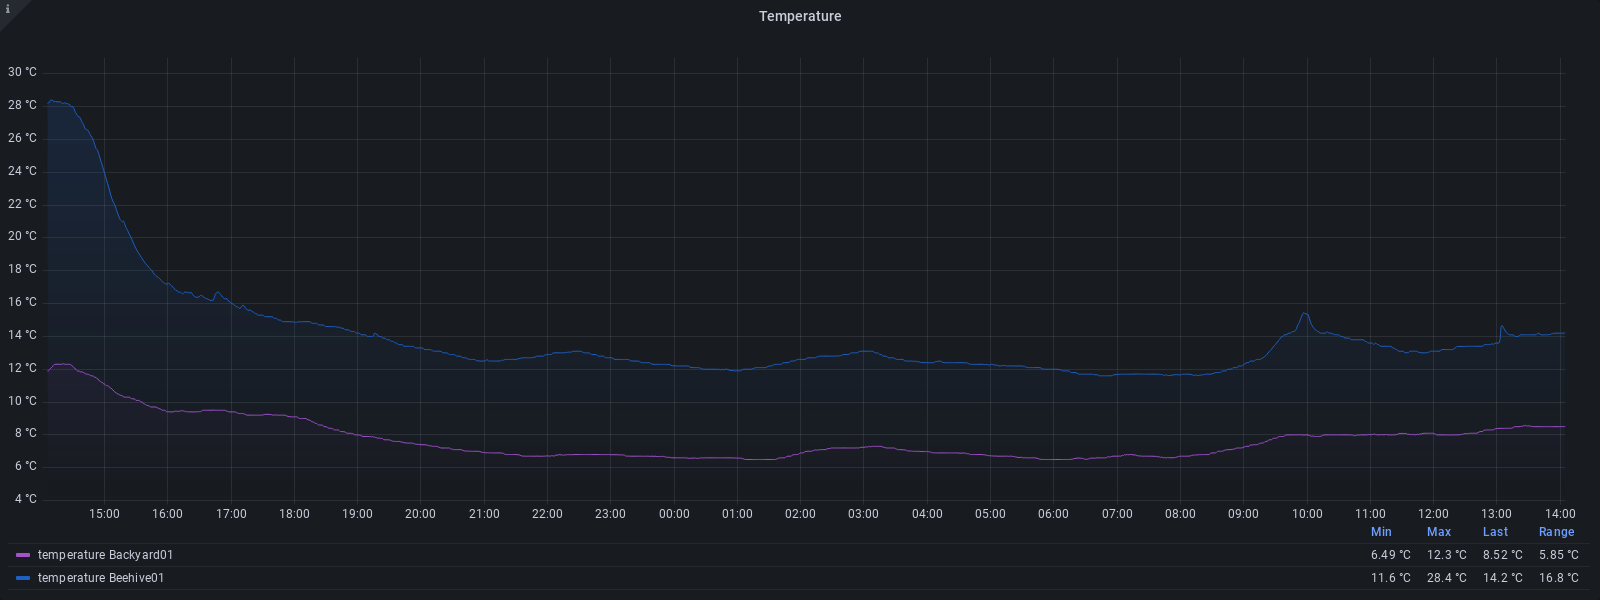 i
Temperature
30 °C
28 °C
26 °C
24 °C
22 °C
20 °C
18 °C
16 °C
14 °C
12 °C
10 °C
8 °C
6 °C
4 °C
15:00 16:00 17:00 18:00 19:00 20:00 21:00 22:00 23:00 00:00 01:00 02:00 03:00 04:00 05:00 06:00 07:00 08:00 09:00 10:00 11:00 12:00 13:00 14:00
Min Max Last Range
temperature Backyard01 6.49 °C 12.3 °C 8.52 °C 5.85 °C
temperature Beehive01 11.6 °C 28.4 °C 14.2 °C 16.8 °C